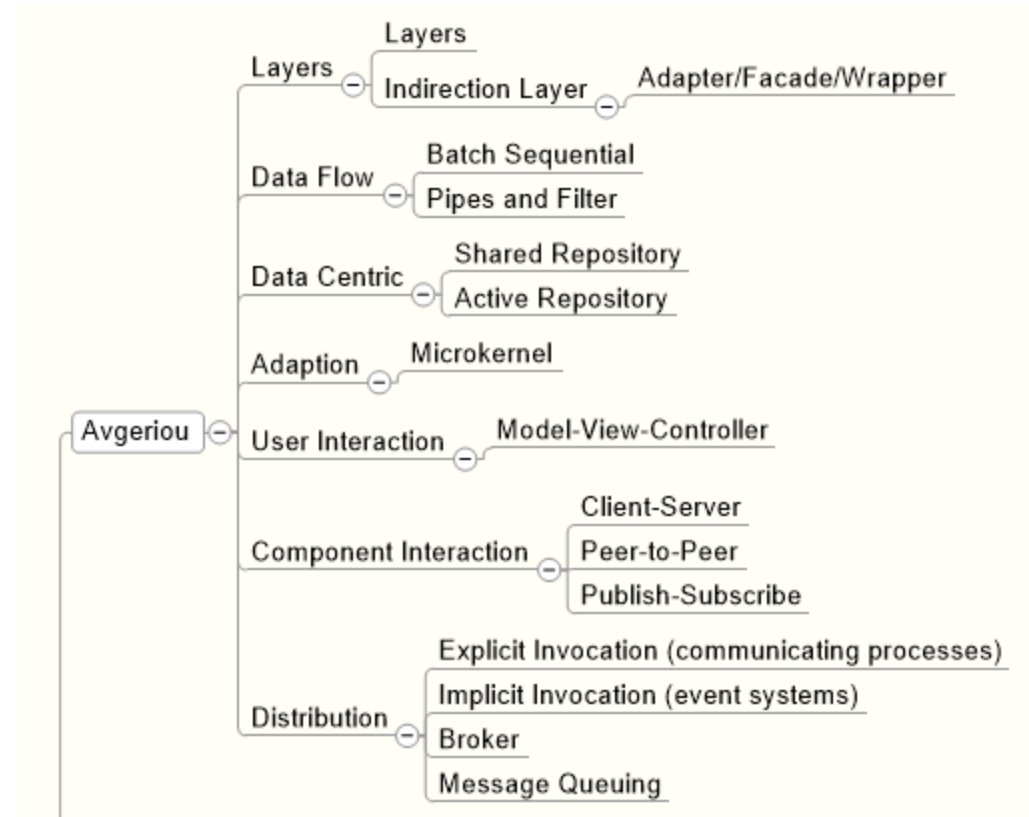 Layers
Layers
Indirection Layer
Adapter/Facade/Wrapper
Data Flow
Batch Sequential
Pipes and Filter
Data Centric
Shared Repository
Active Repository
Adaption
Microkernel
Avgeriou
User Interaction
Model-View-Controller
Component Interaction
Client-Server
Peer-to-Peer
Publish-Subscribe
Distribution
Explicit Invocation (communicating processes)
Implicit Invocation (event systems)
Broker
Message Queuing